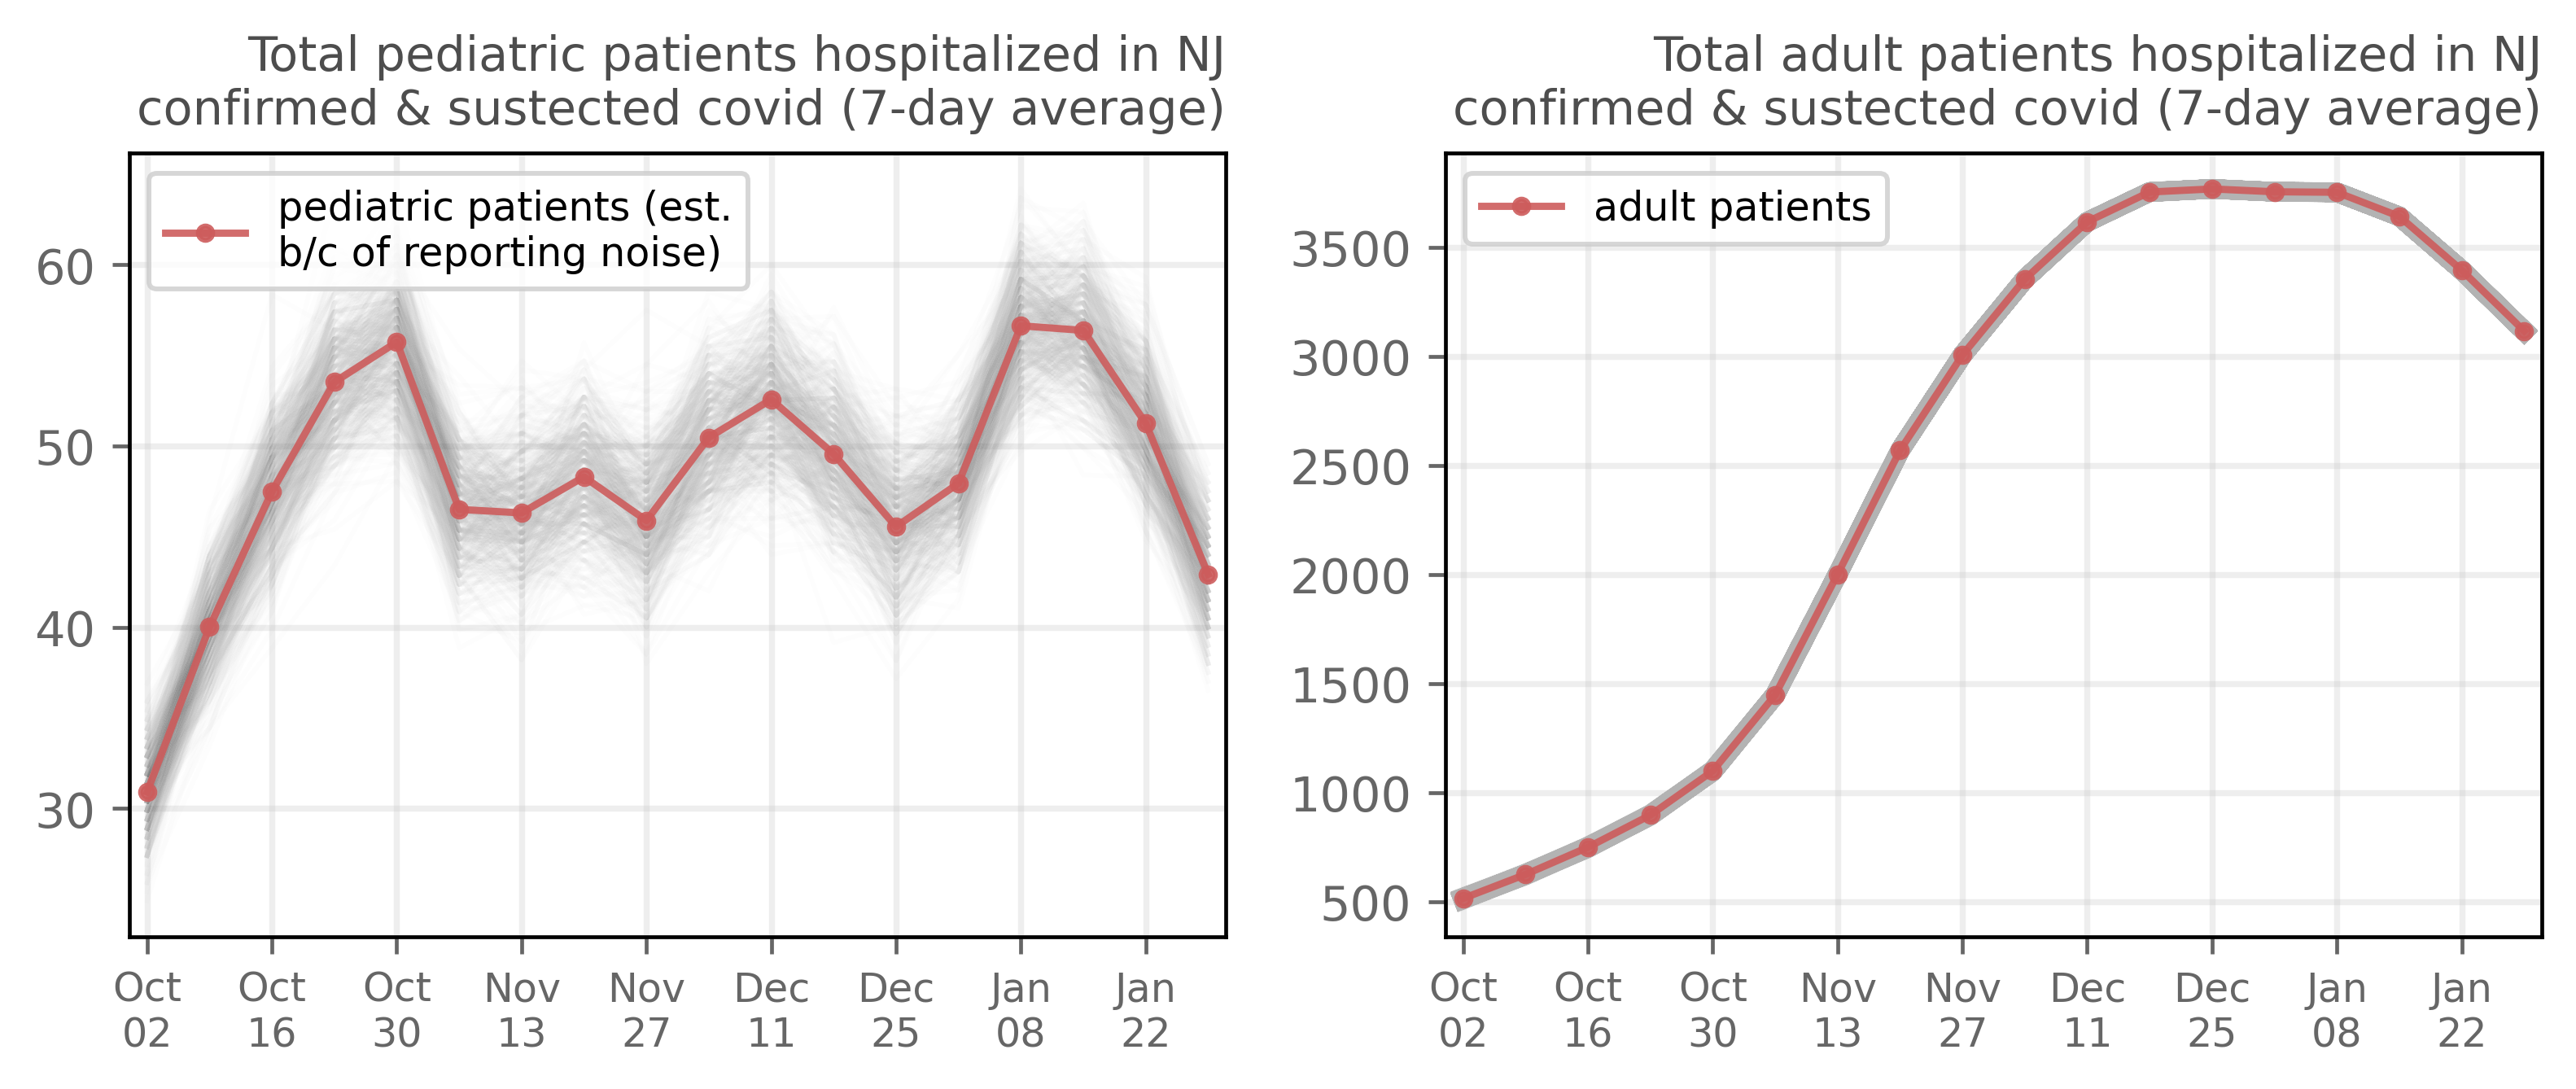 Total pediatric patients hospitalized in NJ
confirmed & sustected covid (7-day average)
pediatric patients (est.
b/c of reporting noise)
60
50
40
30
Oct Oct Oct Nov Nov Dec Dec Jan Jan
02 16 30 13 27 11 25 08 22
Total adult patients hospitalized in NJ
confirmed & sustected covid (7-day average)
adult patients
3500
3000
2500
2000
1500
1000
500
Oct Oct Oct Nov Nov Dec Dec Jan Jan
02 16 30 13 27 11 25 08 22